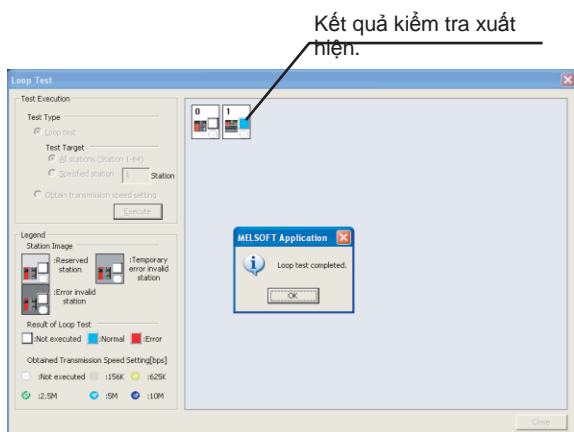 Kết quả kiểm tra xuất
hiện.
Loop Test
Test Execution
Test Type
Loop test
Test Target
All stations (Station 1-64)
Specified station 1 Station
Obtain transmission speed setting
Execute
Legend
Station Image
:Reserved station
:Temporary error invalid station
:Error invalid station
Result of Loop Test
:Not executed :Normal :Error
Obtained Transmission Speed Setting[bps]
:Not executed :156K :625K
:2.5M :5M :10M
0 1
MELSOFT Application
Loop test completed.
OK
Close